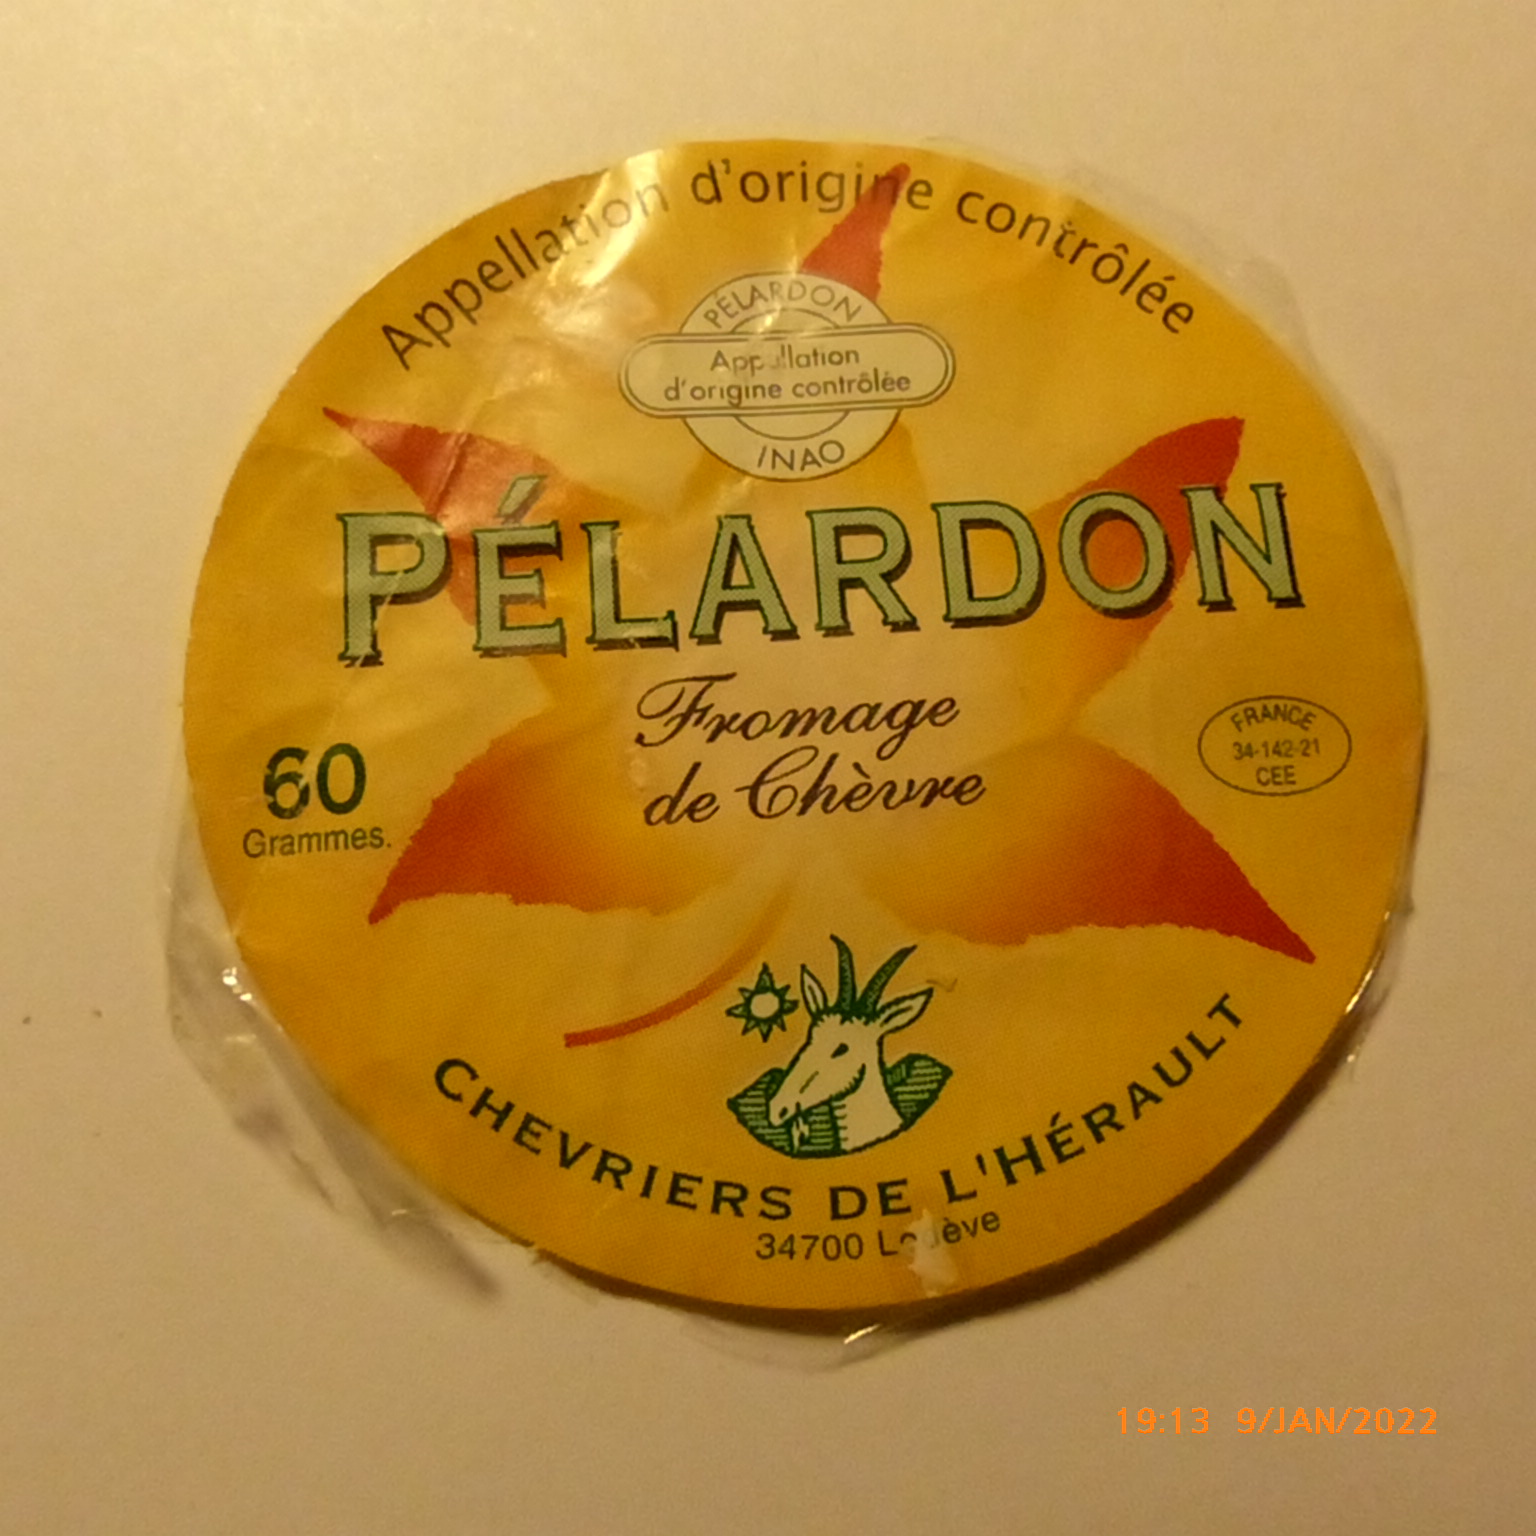 Appellation d'origine contrôlée
PÉLARDON
Appellation
d'origine contrôlée
INAO
PÉLARDON
Fromage
de Chèvre
60
Grammes.
FRANCE
34-142-21
CEE
CHEVRIERS DE L'HÉRAULT
34700 Lodève
19:13 9/JAN/2022